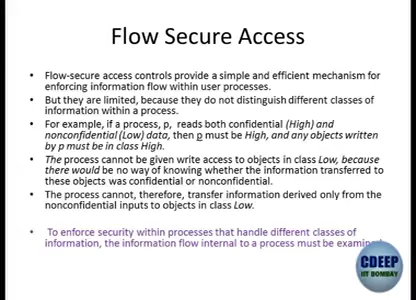 Flow Secure Access
• Flow-secure access controls provide a simple and efficient mechanism for
enforcing information flow within user processes.
• But they are limited, because they do not distinguish different classes of
information within a process.
• For example, if a process, p, reads both confidential (High) and
nonconfidential (Low) data, then p must be High, and any objects written
by p must be in class High.
• The process cannot be given write access to objects in class Low, because
there would be no way of knowing whether the information transferred to
these objects was confidential or nonconfidential.
• The process cannot, therefore, transfer information derived only from the
nonconfidential inputs to objects in class Low.
• To enforce security within processes that handle different classes of
information, the information flow internal to a process must be examined.
CDEEP
IIT BOMBAY